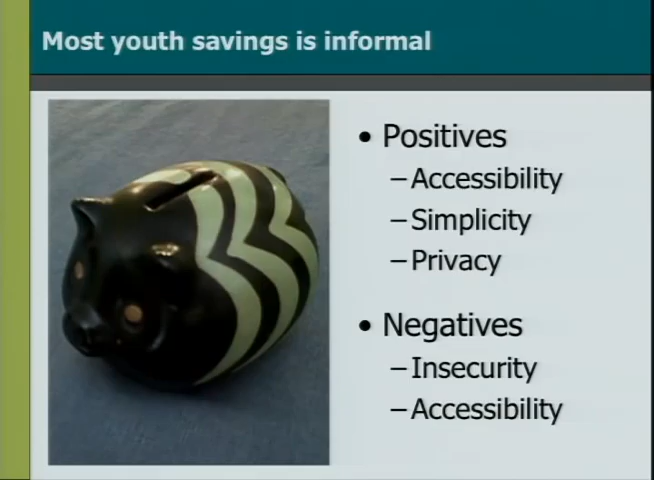 Most youth savings is informal
• Positives
– Accessibility
– Simplicity
– Privacy
• Negatives
– Insecurity
– Accessibility